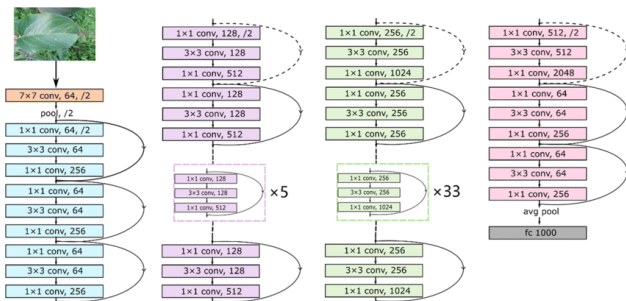 7×7 conv, 64, /2
pool, /2
1×1 conv, 64, /2
3×3 conv, 64
1×1 conv, 256
1×1 conv, 64
3×3 conv, 64
1×1 conv, 256
1×1 conv, 64
3×3 conv, 64
1×1 conv, 256
1×1 conv, 128, /2
3×3 conv, 128
1×1 conv, 512
1×1 conv, 128
3×3 conv, 128
1×1 conv, 512
1×1 conv, 128
3×3 conv, 128
1×1 conv, 512
×5
1×1 conv, 128
3×3 conv, 128
1×1 conv, 512
1×1 conv, 256, /2
3×3 conv, 256
1×1 conv, 1024
1×1 conv, 256
3×3 conv, 256
1×1 conv, 256
1×1 conv, 256
3×3 conv, 256
1×1 conv, 1024
×33
1×1 conv, 256
3×3 conv, 256
1×1 conv, 1024
1×1 conv, 512, /2
3×3 conv, 512
1×1 conv, 2048
1×1 conv, 64
3×3 conv, 64
1×1 conv, 256
1×1 conv, 64
3×3 conv, 64
1×1 conv, 256
avg pool
fc 1000